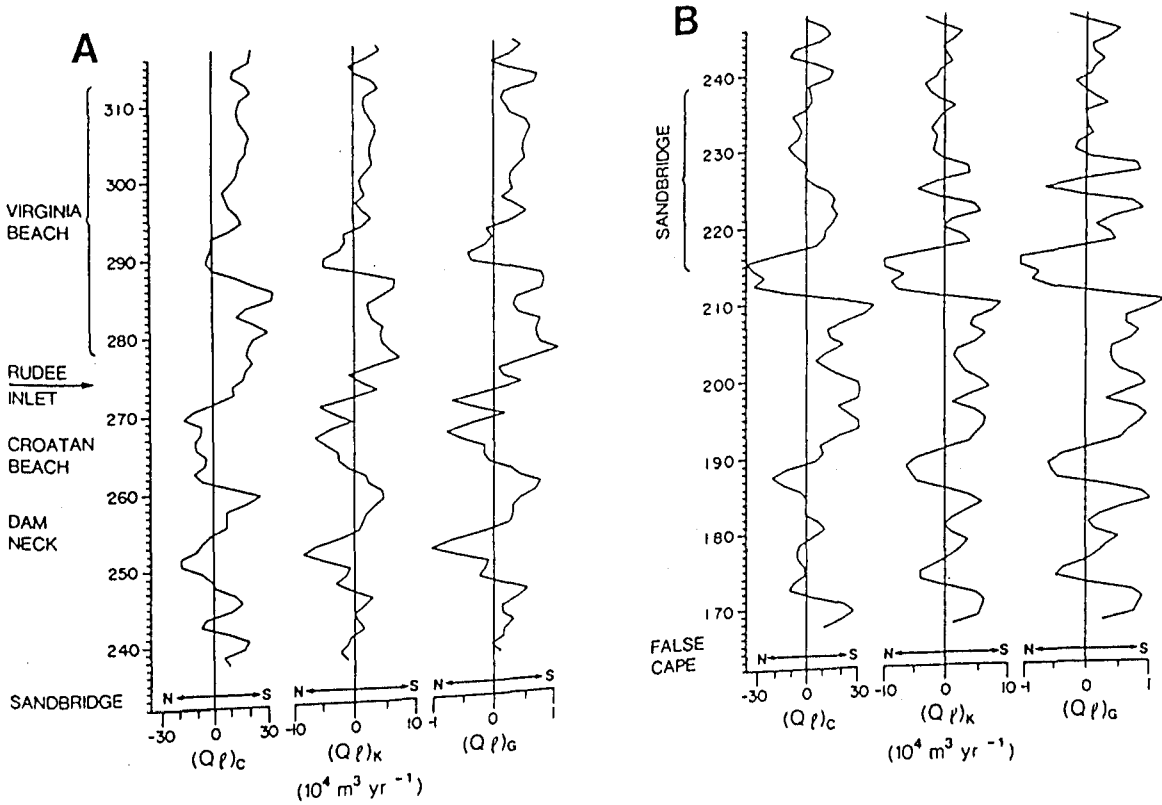 A
310
300
290
280
270
260
250
240
VIRGINIA
BEACH
RUDEE
INLET
CROATAN
BEACH
DAM
NECK
SANDBRIDGE
N S
N S
N S
-30 0 30
-10 0 10
-1 0 1
(Qℓ)C
(Qℓ)K
(Qℓ)G
(10⁴ m³ yr⁻¹)
B
240
230
220
210
200
190
180
170
SANDBRIDGE
FALSE
CAPE
N S
N S
N S
-30 0 30
-10 0 10
-1 0 1
(Qℓ)C
(Qℓ)K
(Qℓ)G
(10⁴ m³ yr⁻¹)